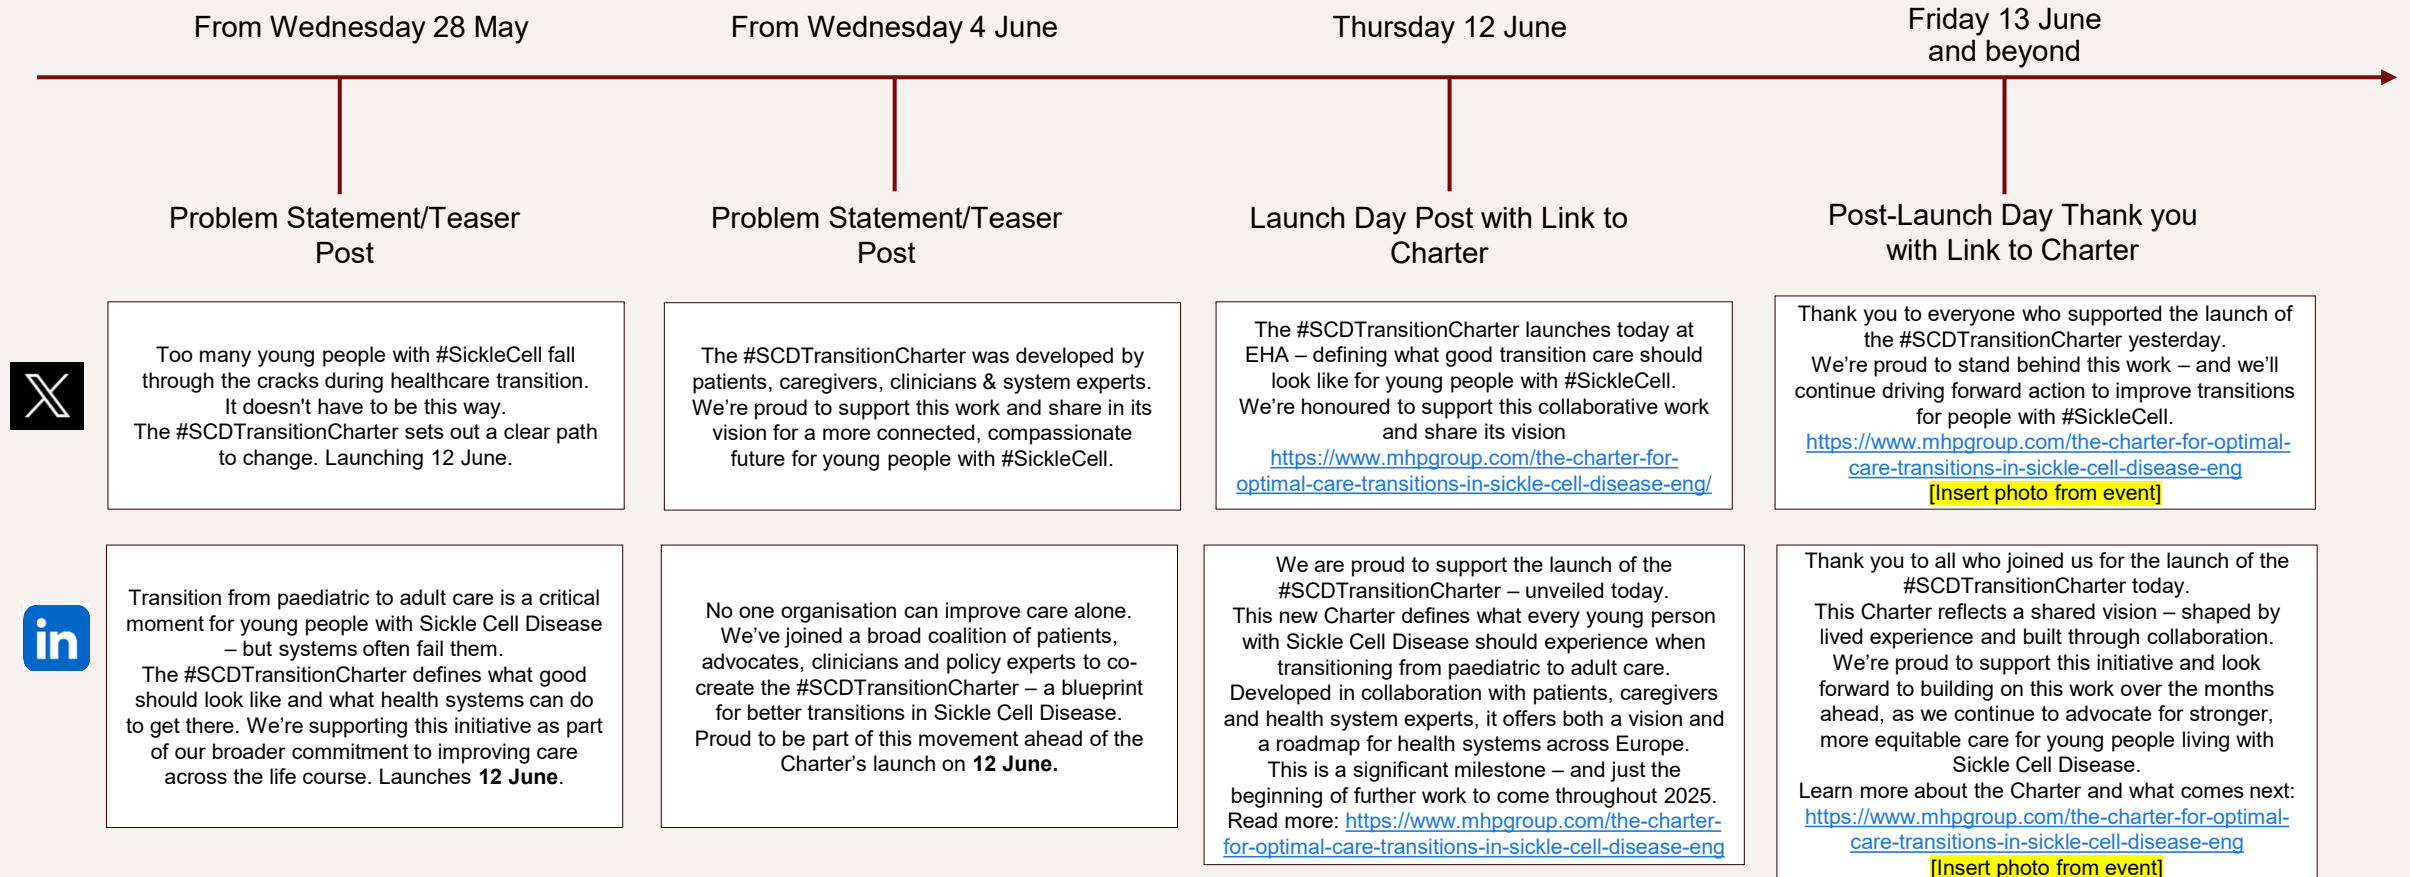 From Wednesday 28 May
From Wednesday 4 June
Thursday 12 June
Friday 13 June
and beyond
Problem Statement/Teaser
Post
Problem Statement/Teaser
Post
Launch Day Post with Link to
Charter
Post-Launch Day Thank you
with Link to Charter
Too many young people with #SickleCell fall
through the cracks during healthcare transition.
It doesn't have to be this way.
The #SCDTransitionCharter sets out a clear path
to change. Launching 12 June.
The #SCDTransitionCharter was developed by
patients, caregivers, clinicians & system experts.
We’re proud to support this work and share in its
vision for a more connected, compassionate
future for young people with #SickleCell.
The #SCDTransitionCharter launches today at
EHA – defining what good transition care should
look like for young people with #SickleCell.
We’re honoured to support this collaborative work
and share its vision
https://www.mhpgroup.com/the-charter-for-
optimal-care-transitions-in-sickle-cell-disease-eng/
Thank you to everyone who supported the launch of
the #SCDTransitionCharter yesterday.
We’re proud to stand behind this work – and we’ll
continue driving forward action to improve transitions
for people with #SickleCell.
https://www.mhpgroup.com/the-charter-for-optimal-
care-transitions-in-sickle-cell-disease-eng
[Insert photo from event]
in
Transition from paediatric to adult care is a critical
moment for young people with Sickle Cell Disease
– but systems often fail them.
The #SCDTransitionCharter defines what good
should look like and what health systems can do
to get there. We’re supporting this initiative as part
of our broader commitment to improving care
across the life course. Launches 12 June.
No one organisation can improve care alone.
We’ve joined a broad coalition of patients,
advocates, clinicians and policy experts to co-
create the #SCDTransitionCharter – a blueprint
for better transitions in Sickle Cell Disease.
Proud to be part of this movement ahead of the
Charter’s launch on 12 June.
We are proud to support the launch of the
#SCDTransitionCharter – unveiled today.
This new Charter defines what every young person
with Sickle Cell Disease should experience when
transitioning from paediatric to adult care.
Developed in collaboration with patients, caregivers
and health system experts, it offers both a vision and
a roadmap for health systems across Europe.
This is a significant milestone – and just the
beginning of further work to come throughout 2025.
Read more: https://www.mhpgroup.com/the-charter-
for-optimal-care-transitions-in-sickle-cell-disease-eng
Thank you to all who joined us for the launch of the
#SCDTransitionCharter today.
This Charter reflects a shared vision – shaped by
lived experience and built through collaboration.
We’re proud to support this initiative and look
forward to building on this work over the months
ahead, as we continue to advocate for stronger,
more equitable care for young people living with
Sickle Cell Disease.
Learn more about the Charter and what comes next:
https://www.mhpgroup.com/the-charter-for-optimal-
care-transitions-in-sickle-cell-disease-eng
[Insert photo from event]